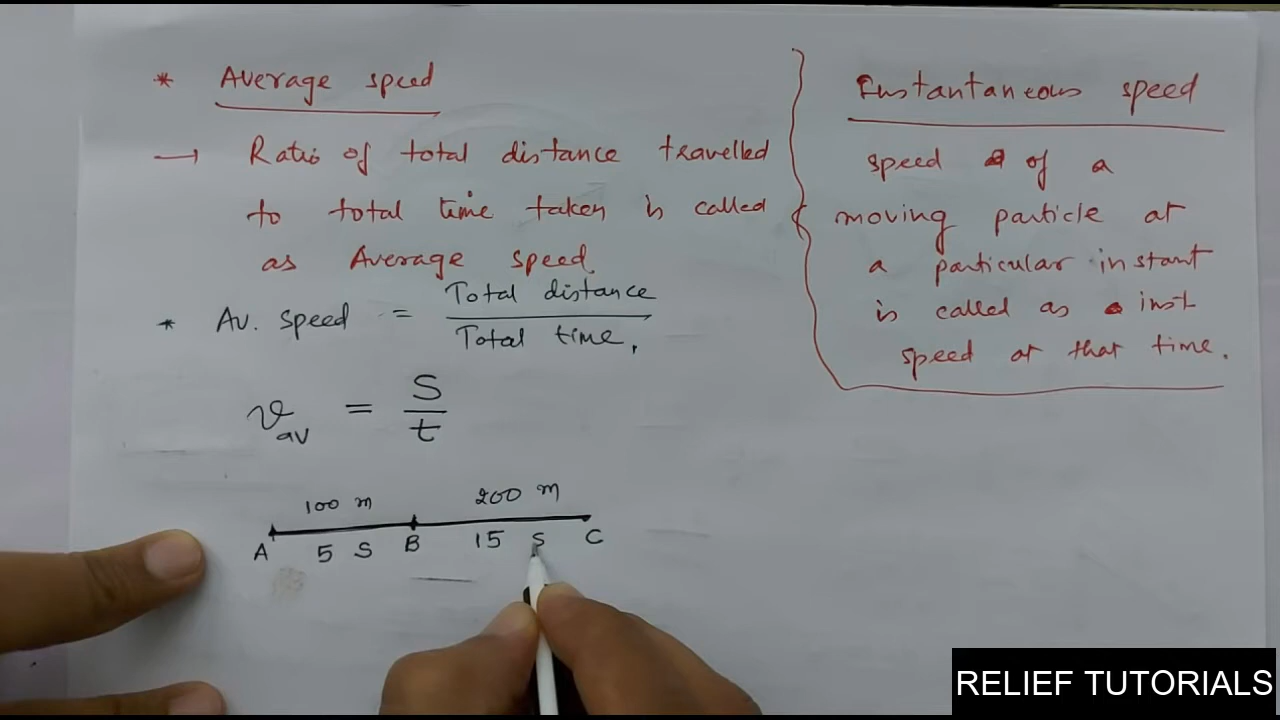 * Average speed
→ Ratio of total distance travelled
to total time taken is called
as Average speed.
* Av. speed = Total distance
Total time.
v av = S
t
100 m 200 m
A 5 S B 15 S C
Instantaneous speed
speed of a
moving particle at
a particular instant
is called as inst
speed at that time.
RELIEF TUTORIALS